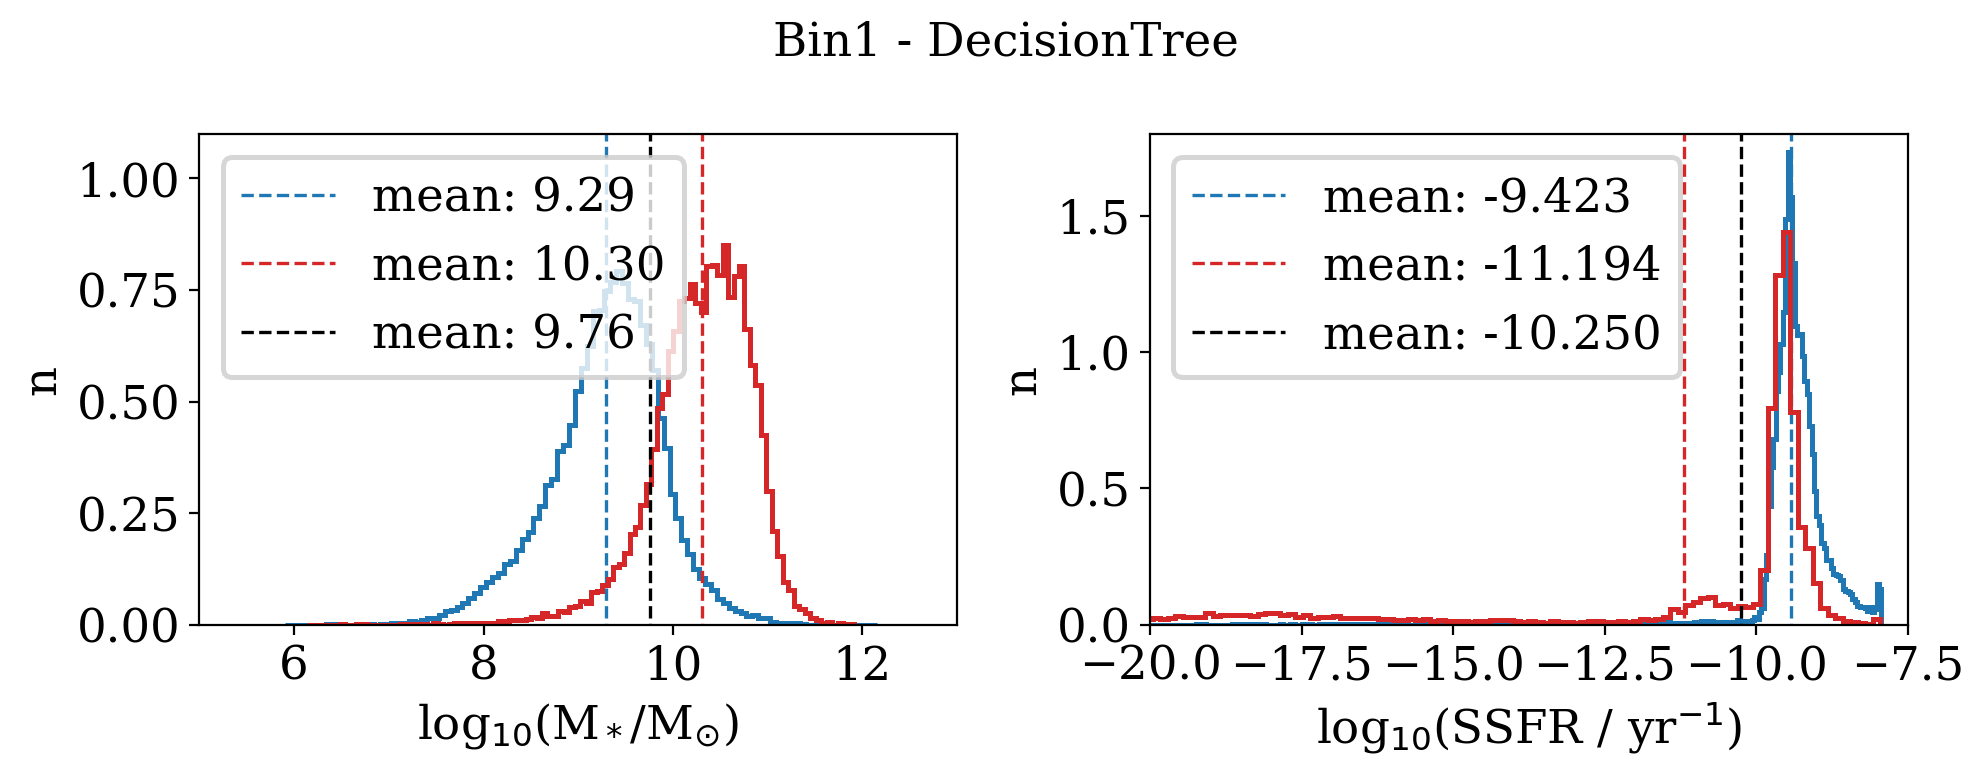 Bin1 - DecisionTree
n
1.00
0.75
0.50
0.25
0.00
mean: 9.29
mean: 10.30
mean: 9.76
6 8 10 12
log₁₀(M∗/M⊙)
n
1.5
1.0
0.5
0.0
mean: -9.423
mean: -11.194
mean: -10.250
−20.0 −17.5 −15.0 −12.5 −10.0 −7.5
log₁₀(SSFR / yr⁻¹)